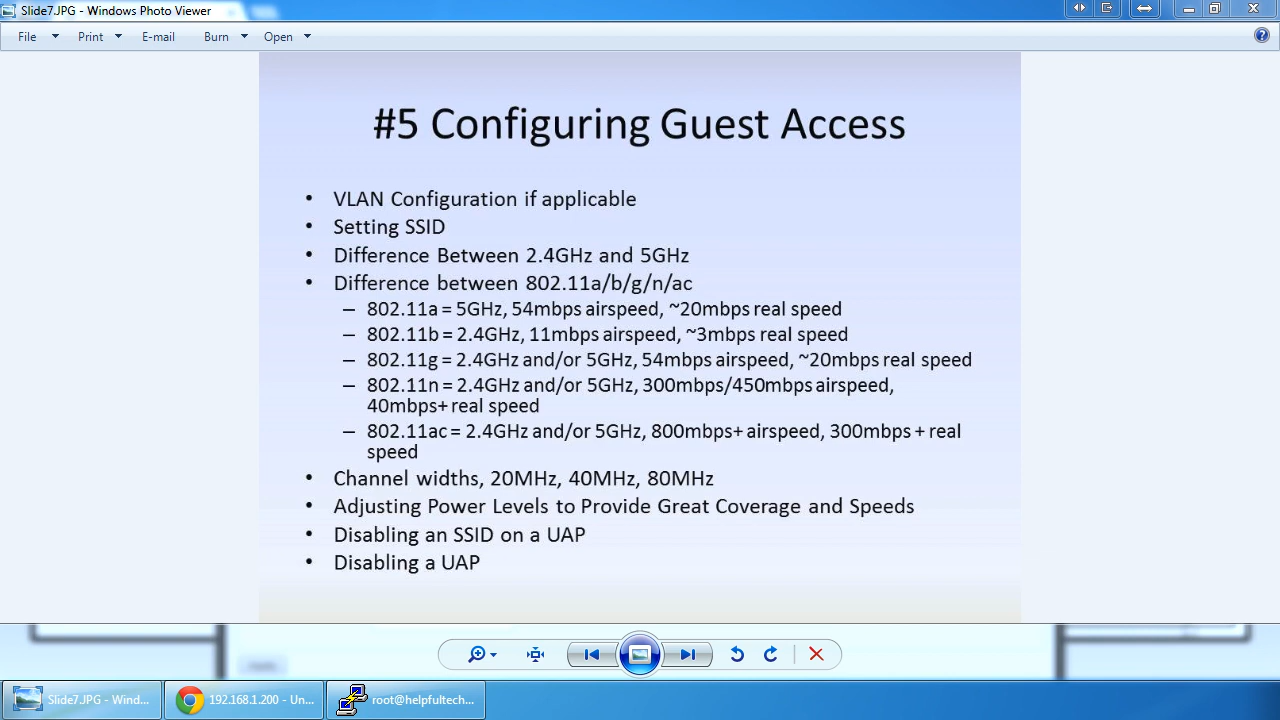 Slide7.JPG - Windows Photo Viewer
File Print E-mail Burn Open
#5 Configuring Guest Access
• VLAN Configuration if applicable
• Setting SSID
• Difference Between 2.4GHz and 5GHz
• Difference between 802.11a/b/g/n/ac
– 802.11a = 5GHz, 54mbps airspeed, ~20mbps real speed
– 802.11b = 2.4GHz, 11mbps airspeed, ~3mbps real speed
– 802.11g = 2.4GHz and/or 5GHz, 54mbps airspeed, ~20mbps real speed
– 802.11n = 2.4GHz and/or 5GHz, 300mbps/450mbps airspeed,
40mbps+ real speed
– 802.11ac = 2.4GHz and/or 5GHz, 800mbps+ airspeed, 300mbps + real
speed
• Channel widths, 20MHz, 40MHz, 80MHz
• Adjusting Power Levels to Provide Great Coverage and Speeds
• Disabling an SSID on a UAP
• Disabling a UAP
Slide7.JPG - Wind... 192.168.1.200 - Un... root@helpfultech...